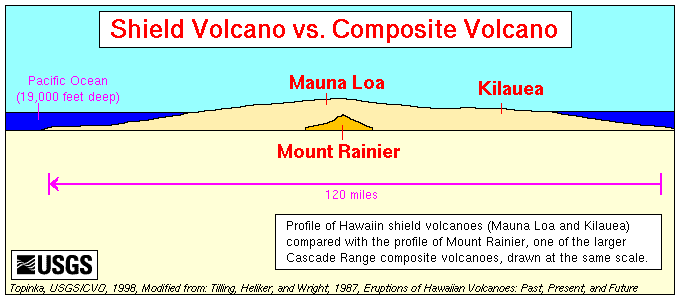 Shield Volcano vs. Composite Volcano
Pacific Ocean
(19,000 feet deep)
Mauna Loa
Kilauea
Mount Rainier
120 miles
Profile of Hawaiin shield volcanoes (Mauna Loa and Kilauea)
compared with the profile of Mount Rainier, one of the larger
Cascade Range composite volcanoes, drawn at the same scale.
USGS
Topinka, USGS/CVO, 1998, Modified from: Tilling, Heliker, and Wright, 1987, Eruptions of Hawaiian Volcanoes: Past, Present, and Future